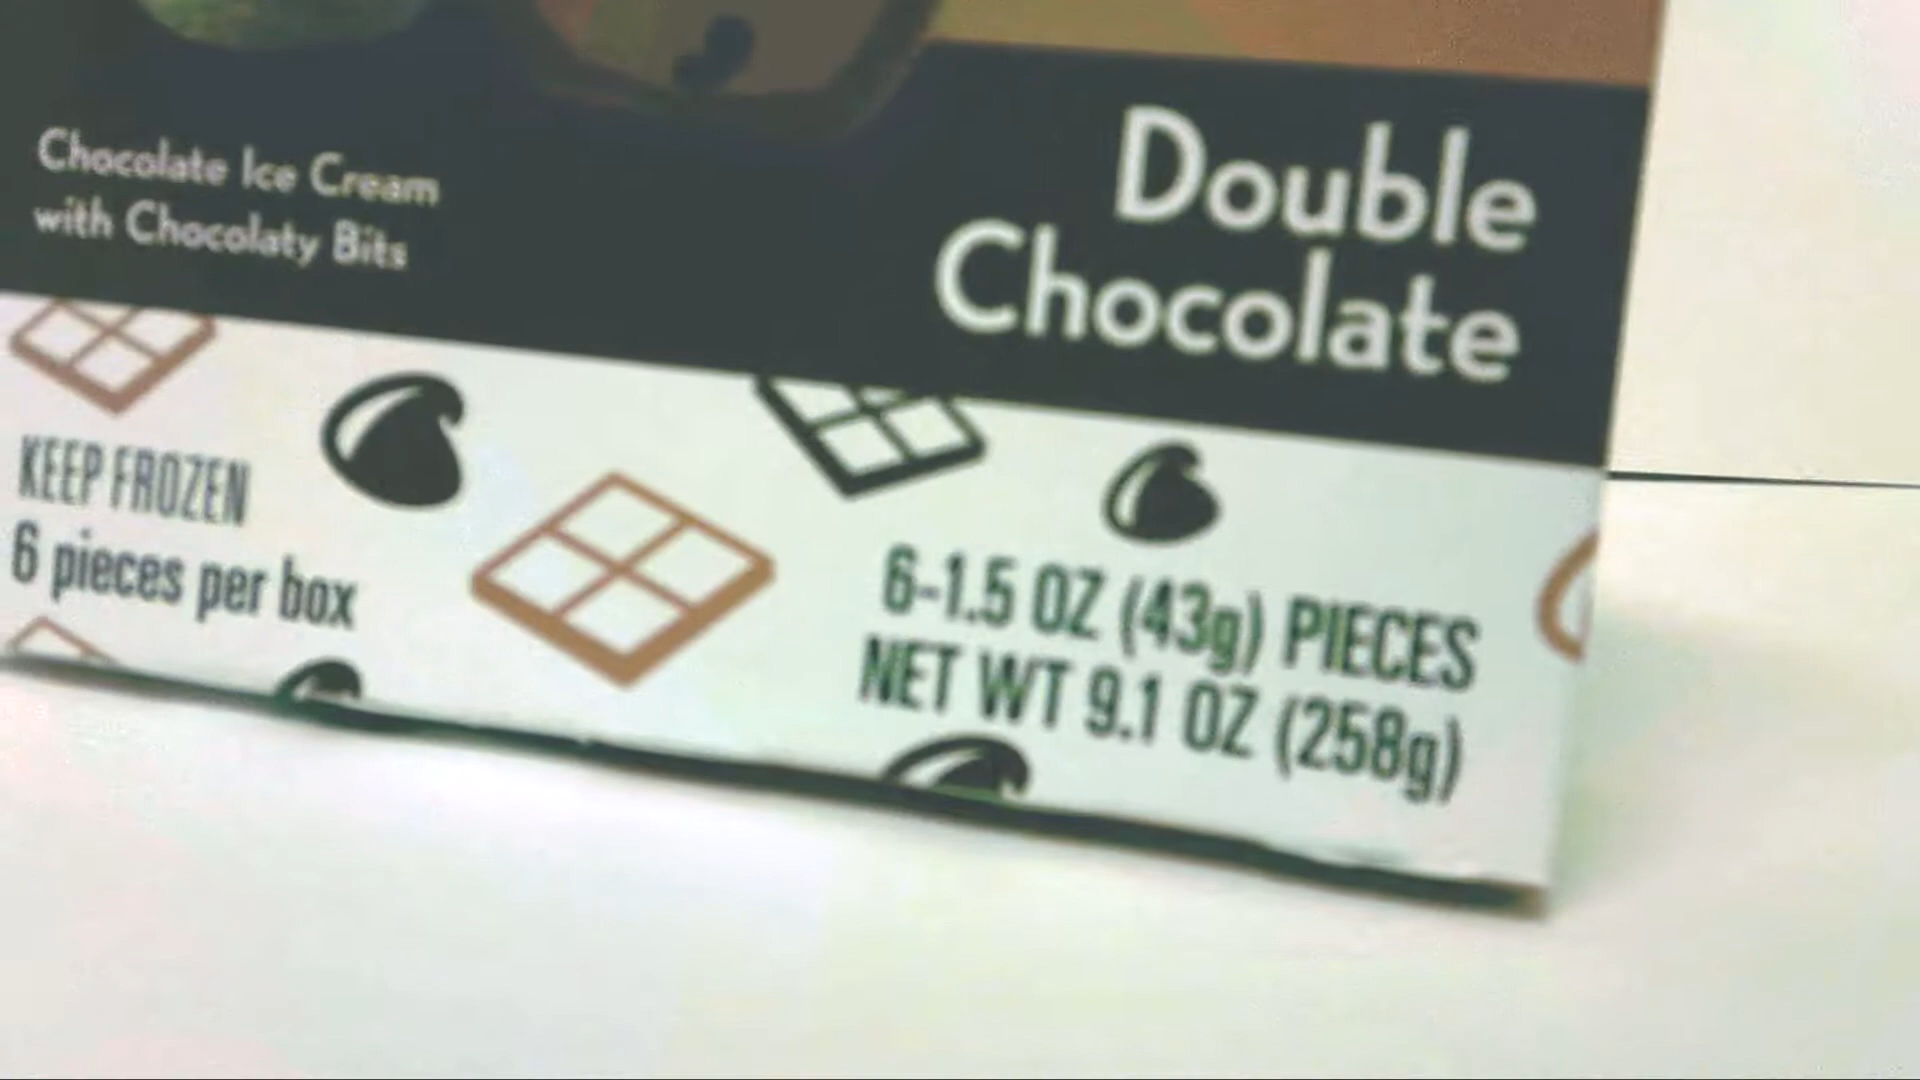 Chocolate Ice Cream
with Chocolaty Bits
Double
Chocolate
KEEP FROZEN
6 pieces per box
6-1.5 OZ (43g) PIECES
NET WT 9.1 OZ (258g)